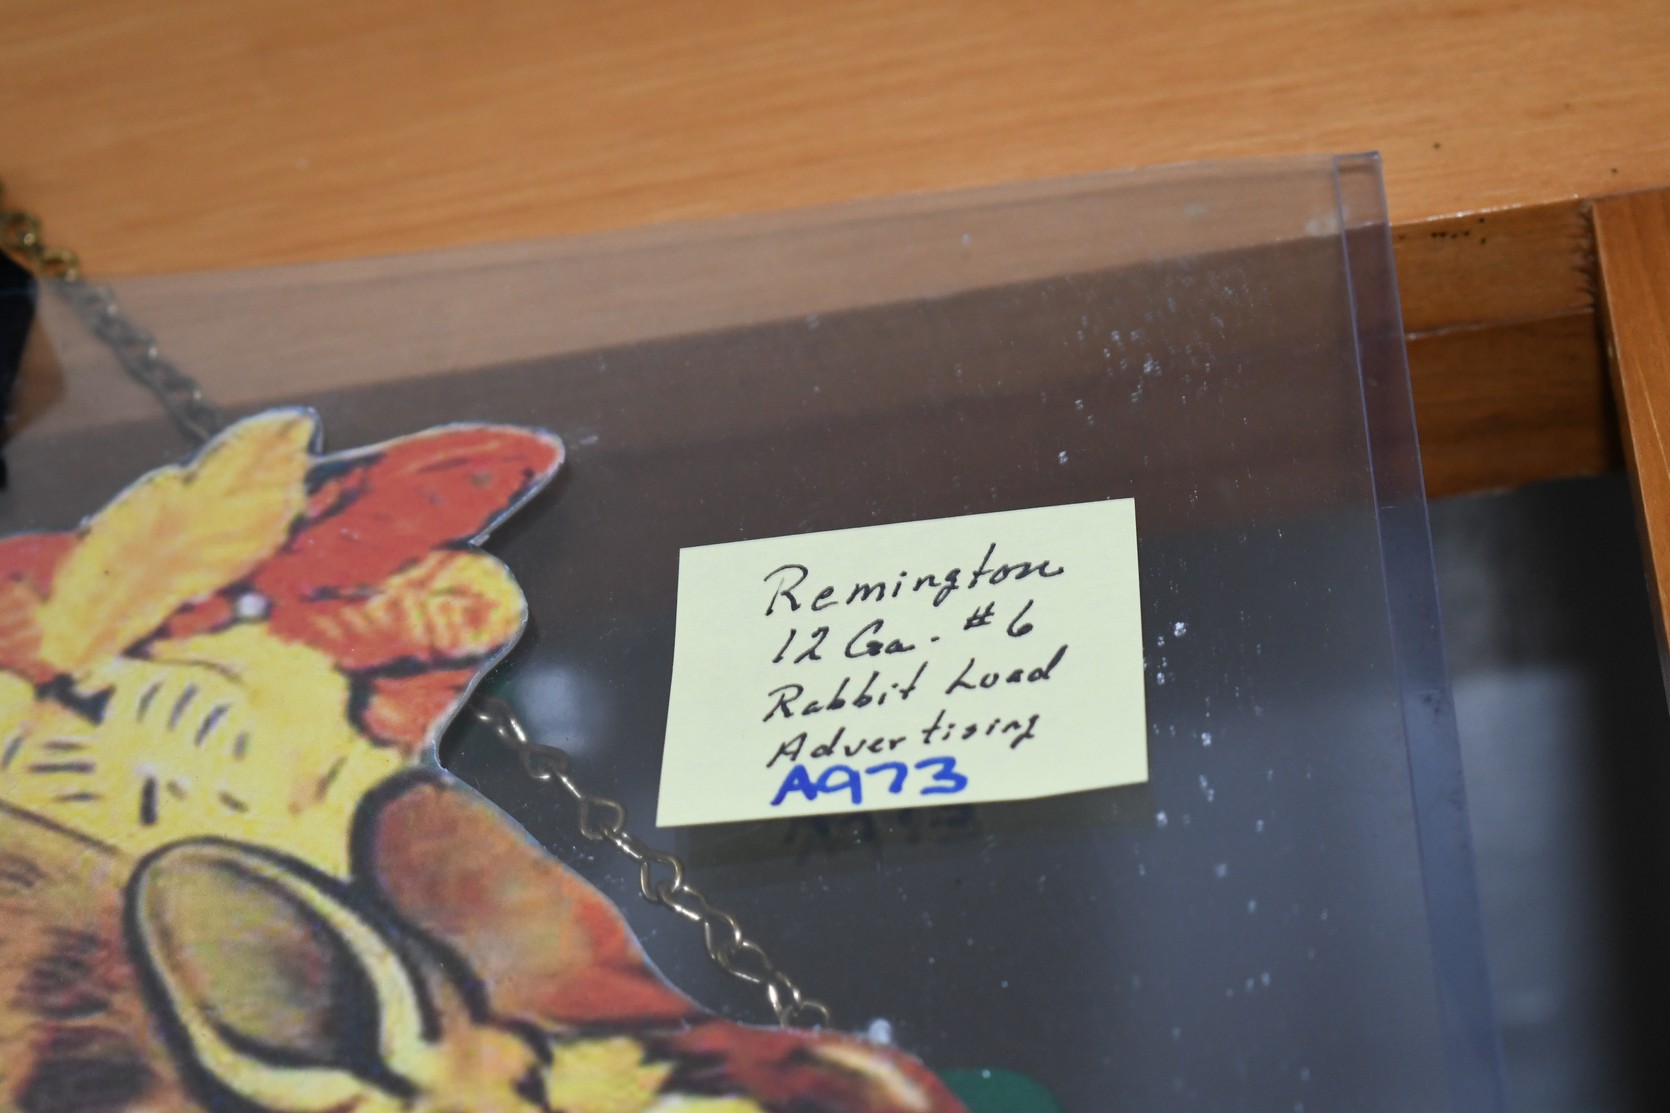 Remington
12 Ga. #6
Rabbit Load
Advertising
A973